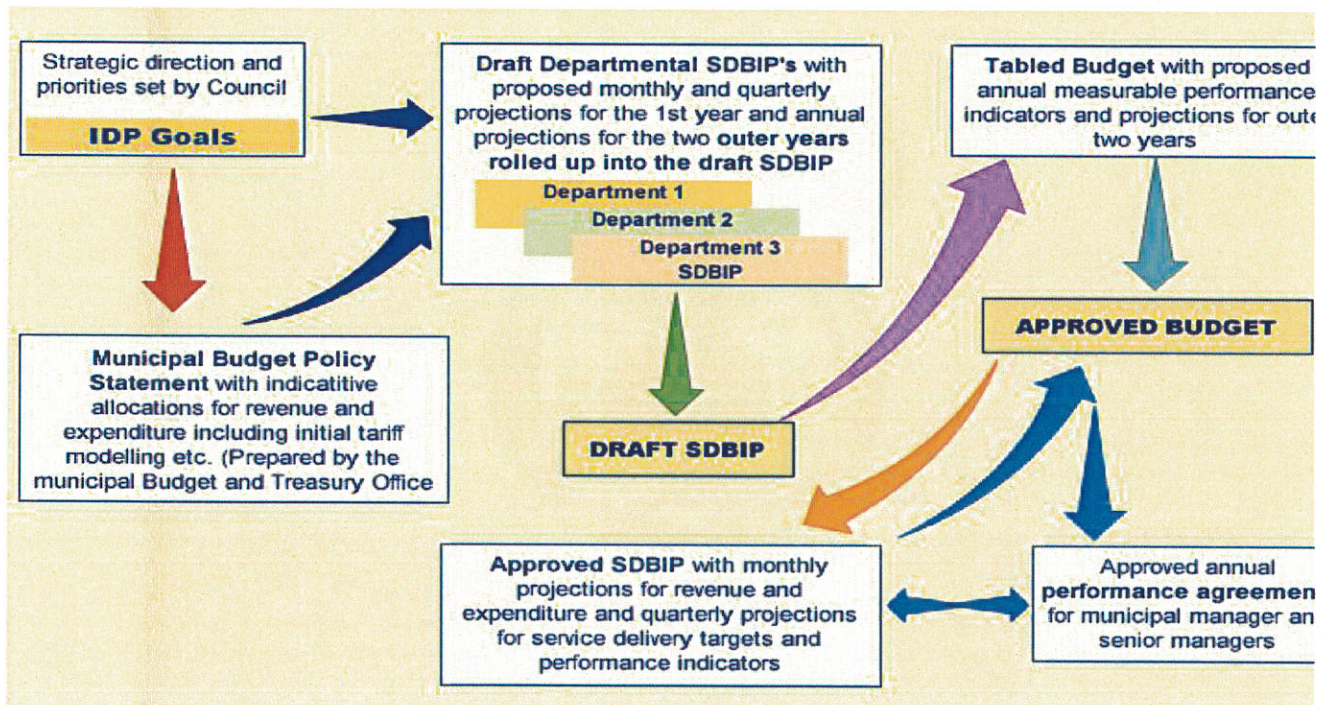 Strategic direction and
priorities set by Council
IDP Goals
Draft Departmental SDBIP's with
proposed monthly and quarterly
projections for the 1st year and annual
projections for the two outer years
rolled up into the draft SDBIP
Department 1
Department 2
Department 3
SDBIP
Tabled Budget with proposed
annual measurable performance
indicators and projections for oute
two years
Municipal Budget Policy
Statement with indicatitive
allocations for revenue and
expenditure including initial tariff
modelling etc. (Prepared by the
municipal Budget and Treasury Office
DRAFT SDBIP
APPROVED BUDGET
Approved SDBIP with monthly
projections for revenue and
expenditure and quarterly projections
for service delivery targets and
performance indicators
Approved annual
performance agreemen
for municipal manager an
senior managers